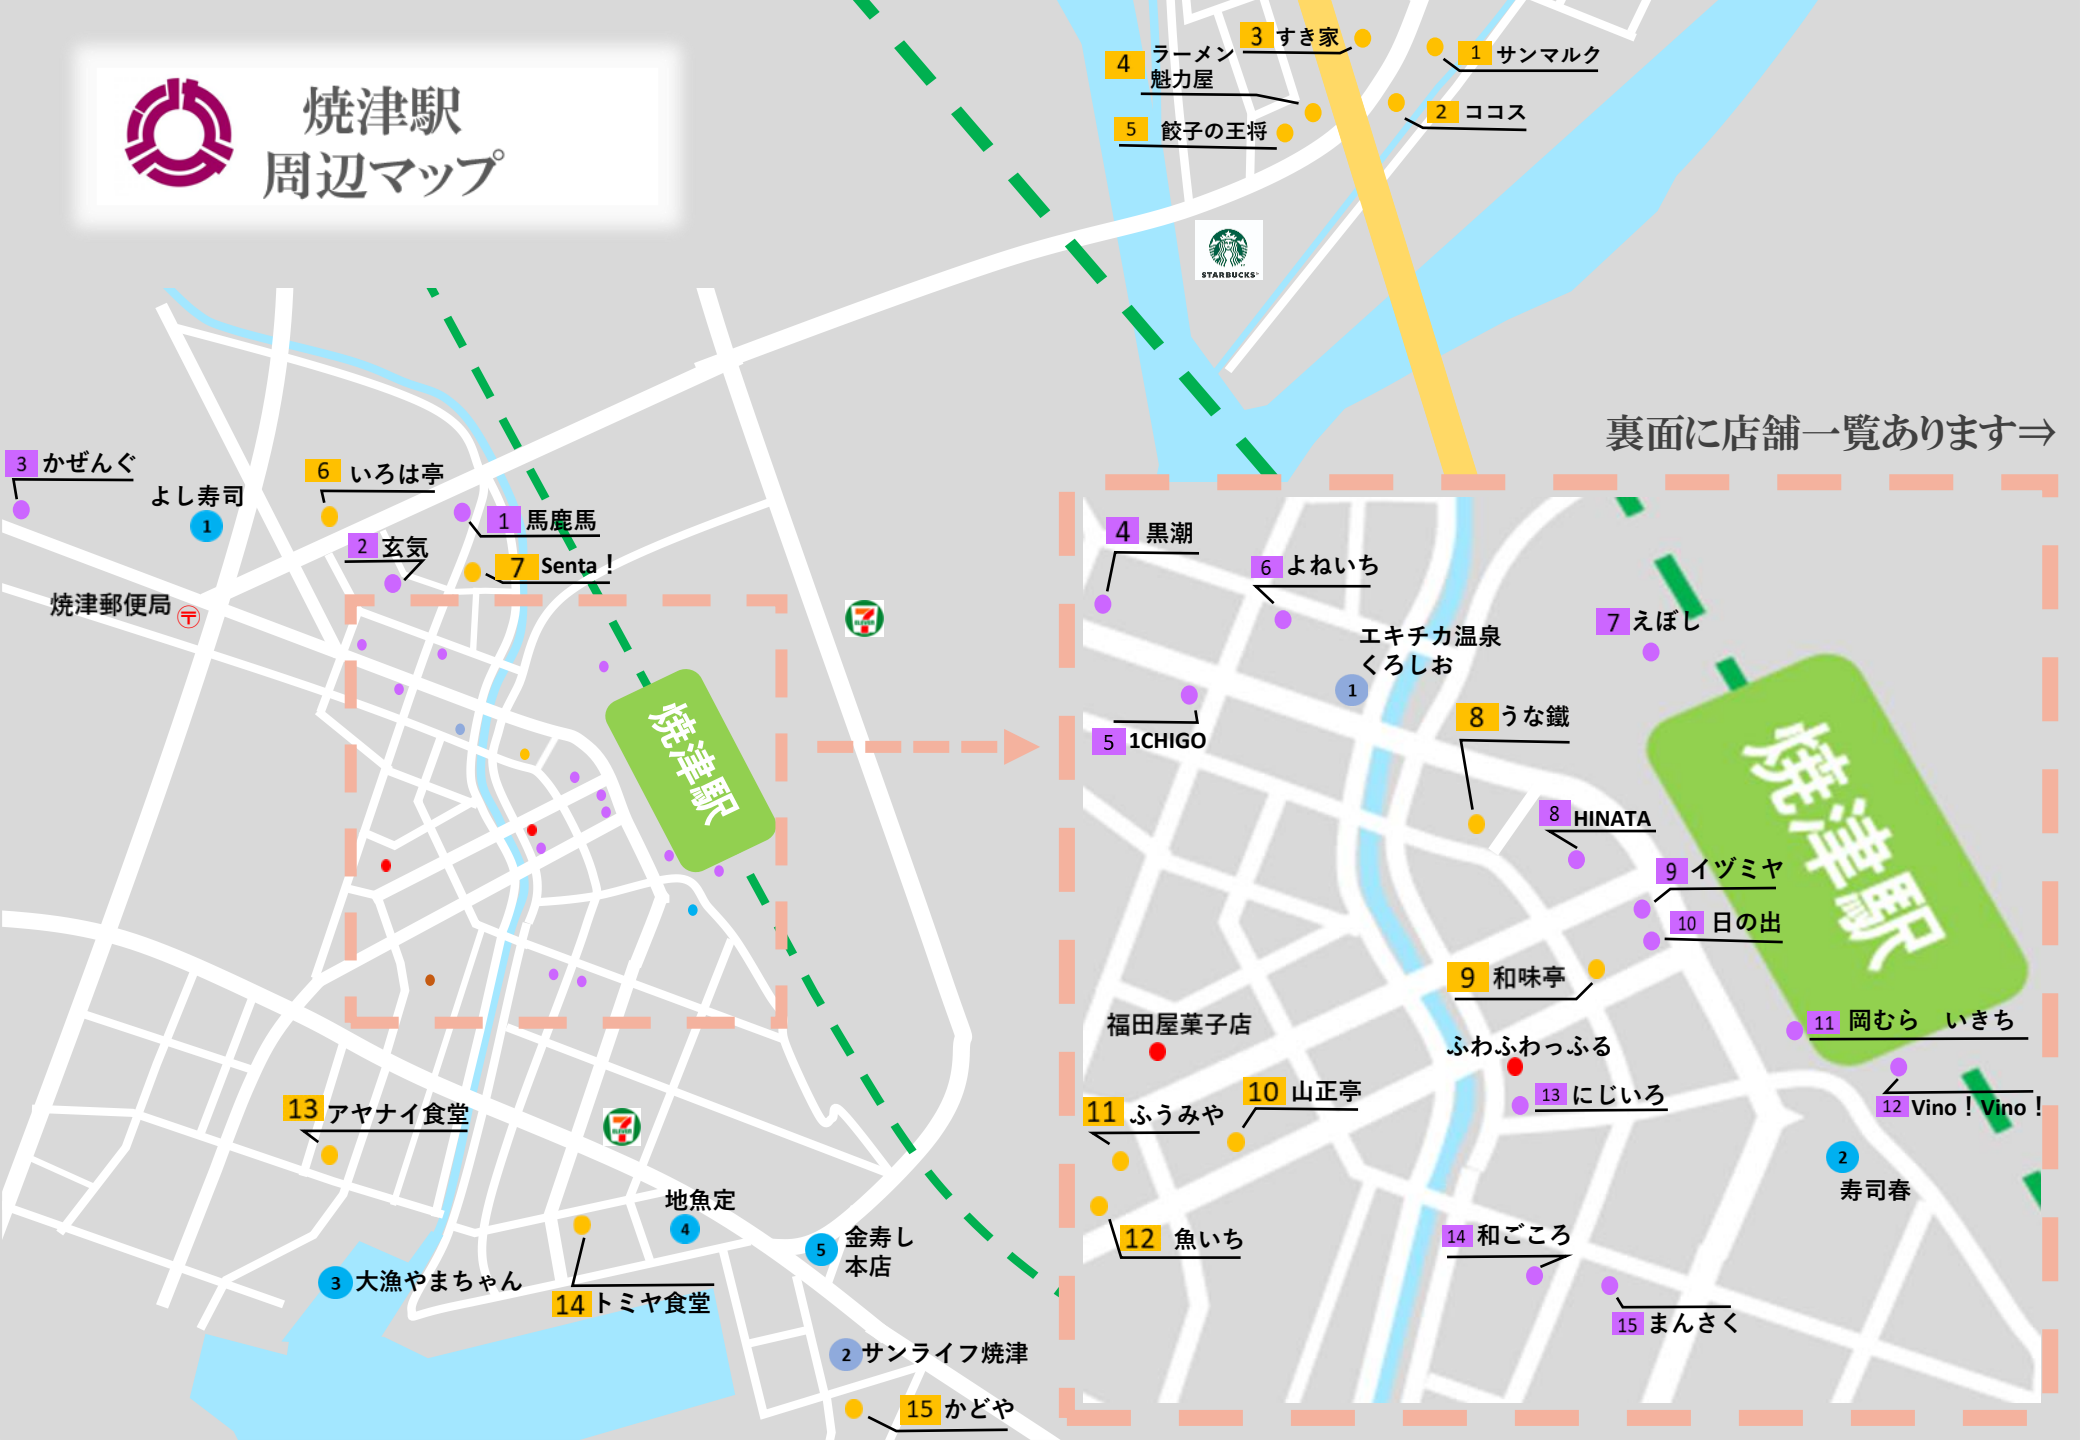 焼津駅
周辺マップ
3 すき家
1 サンマルク
4 ラーメン
魁力屋
2 ココス
5 餃子の王将
STARBUCKS
裏面に店舗一覧あります⇒
3 かぜんぐ
よし寿司
1
6 いろは亭
1 馬鹿馬
2 玄気
7 Senta！
焼津郵便局 〒
7
ELEVEN
焼津駅
13 アヤナイ食堂
7
ELEVEN
地魚定
4
5 金寿し
本店
3 大漁やまちゃん
14 トミヤ食堂
2 サンライフ焼津
15 かどや
4 黒潮
6 よねいち
エキチカ温泉
くろしお
1
7 えぼし
5 1CHIGO
8 うな鐵
8 HINATA
9 イヅミヤ
10 日の出
焼津駅
9 和味亭
福田屋菓子店
ふわふわっふる
11 岡むら　いきち
12 Vino！Vino！
13 にじいろ
10 山正亭
11 ふうみや
2
寿司春
12 魚いち
14 和ごころ
15 まんさく